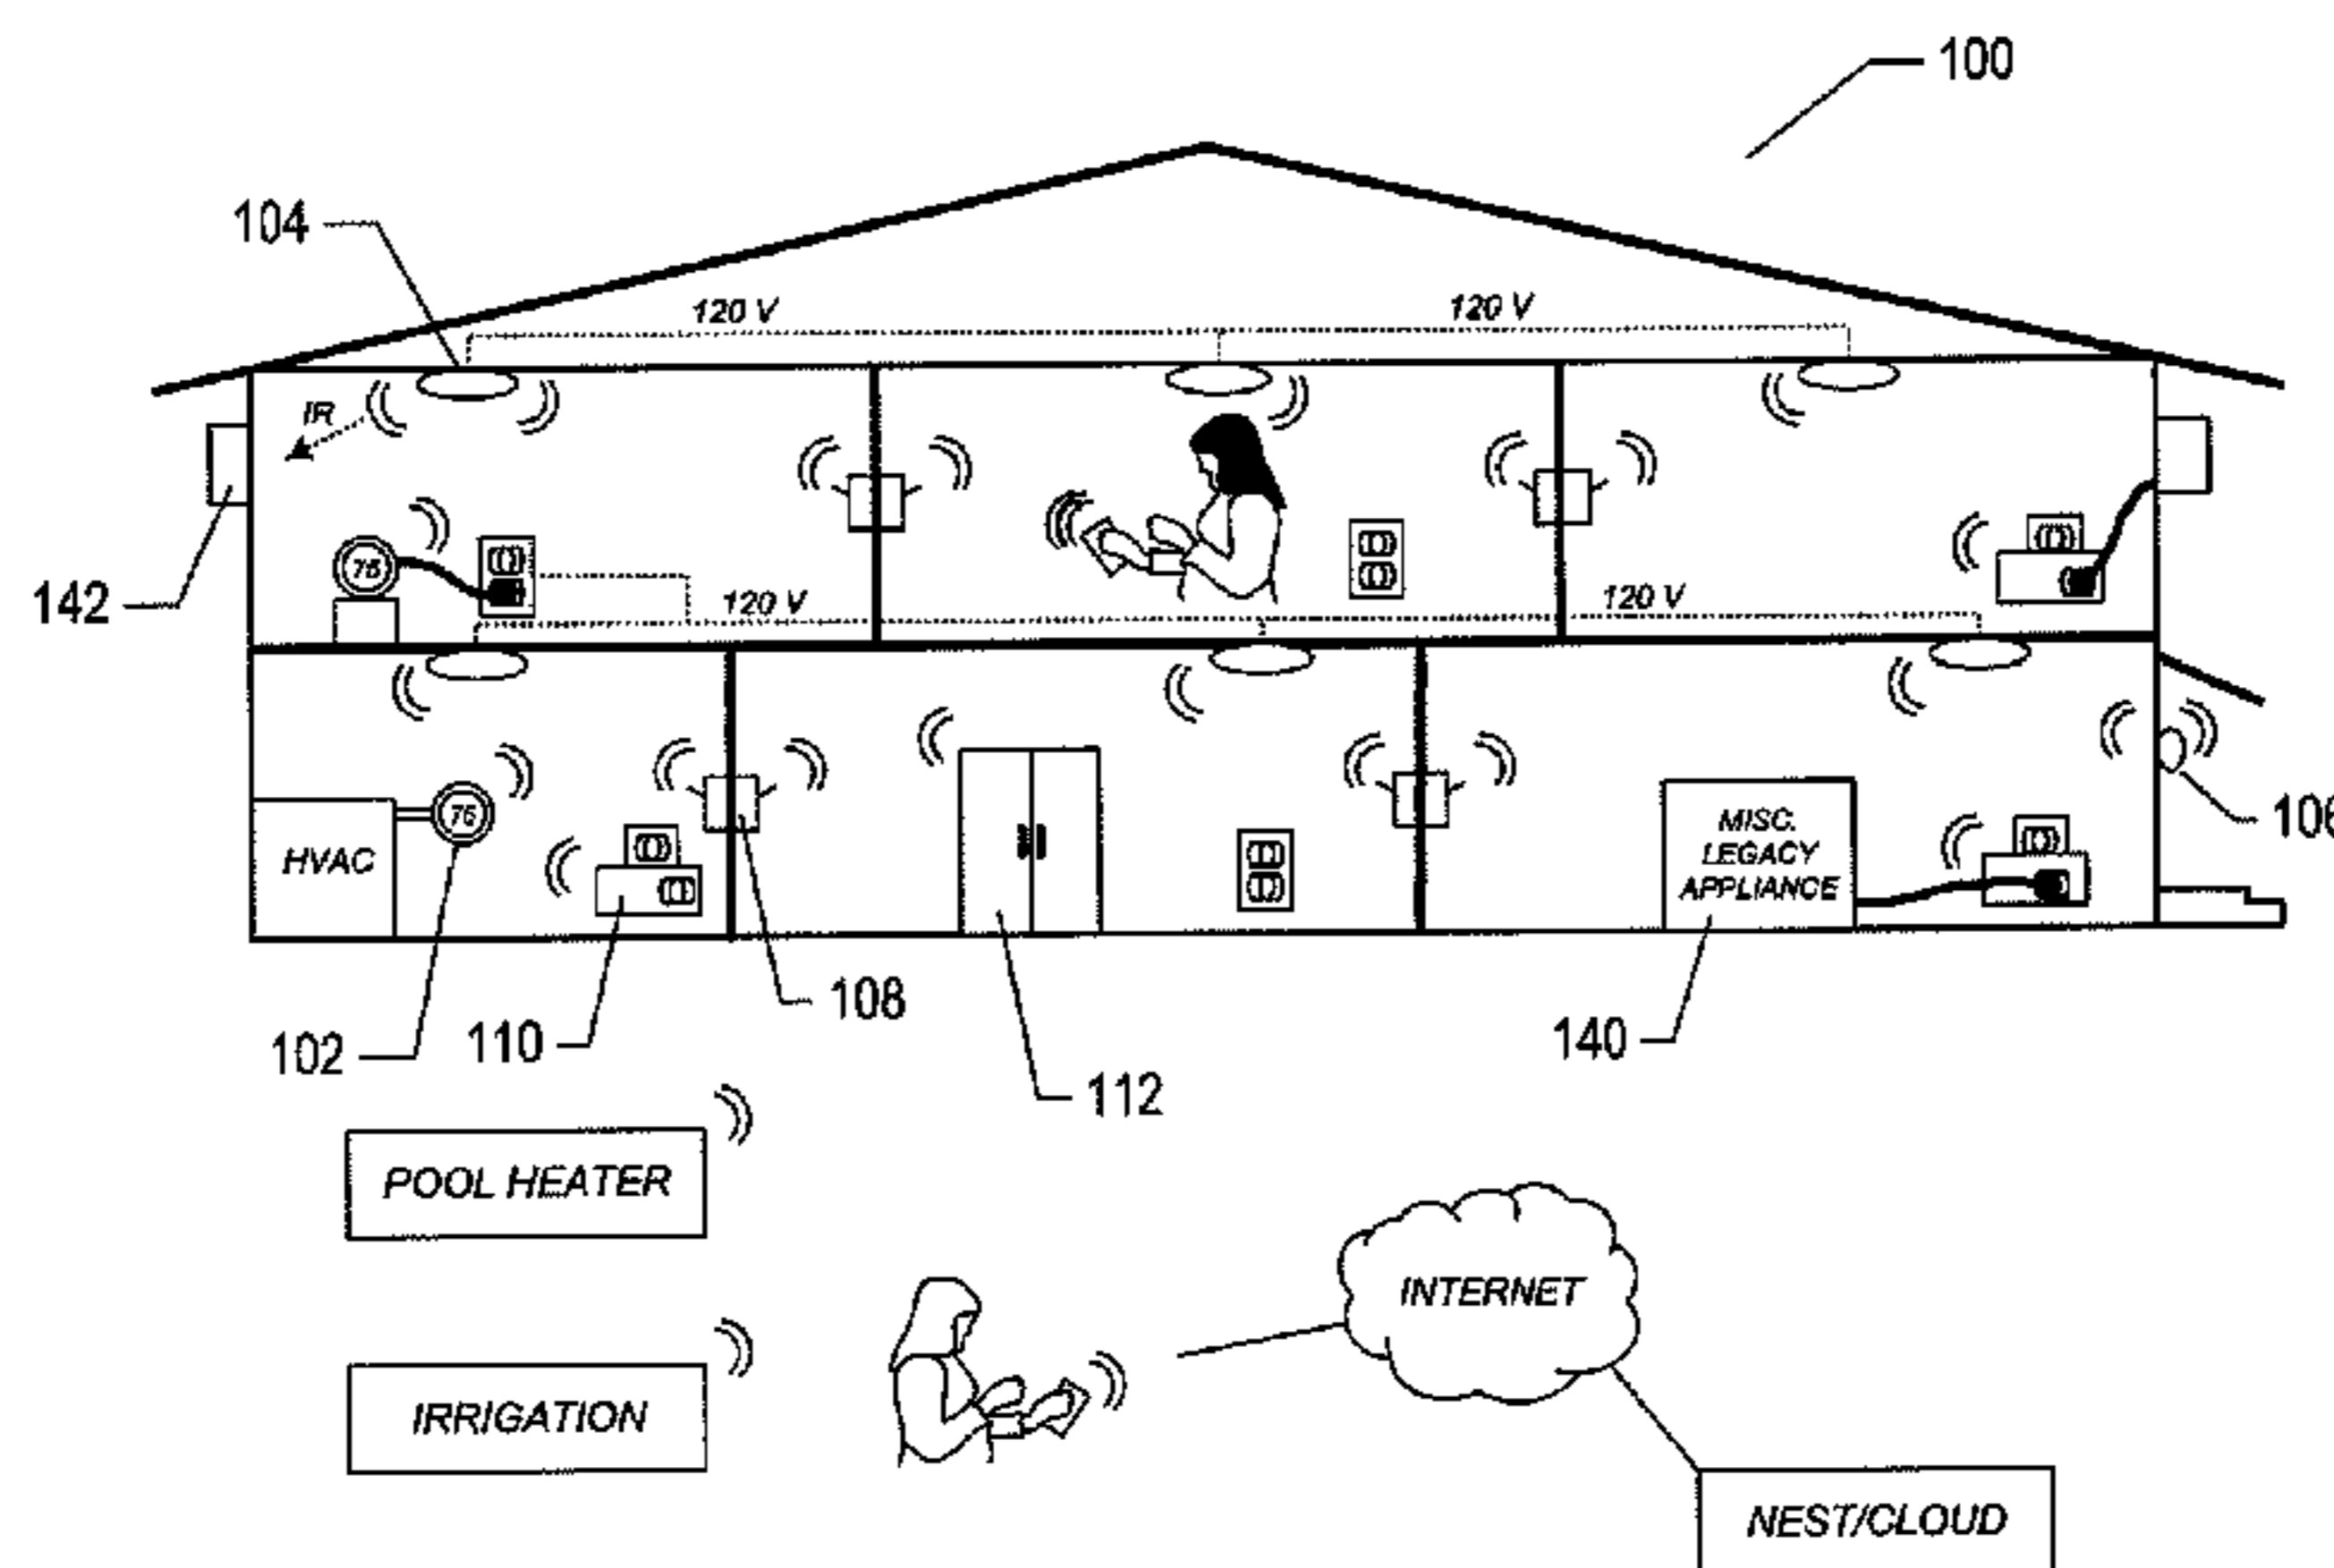 100
104
120 V
120 V
IR
142
75
120 V
120 V
HVAC
75
MISC.
LEGACY
APPLIANCE
106
108
102
110
140
112
POOL HEATER
INTERNET
IRRIGATION
NEST/CLOUD